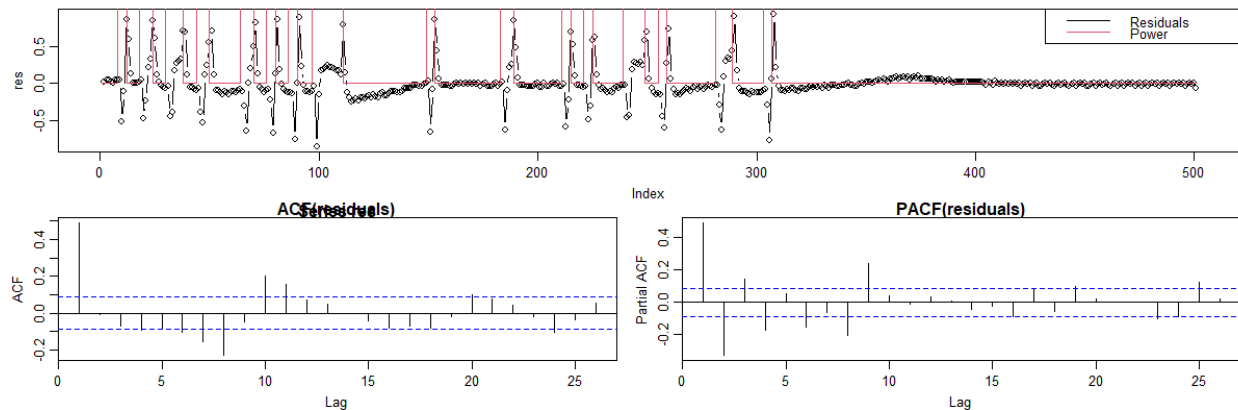 Residuals
Power
res
0.5
0.0
-0.5
0 100 200 300 400 500
Index
ACF(residuals)
Series res
ACF
0.4
0.2
0.0
-0.2
0 5 10 15 20 25
Lag
PACF(residuals)
Partial ACF
0.4
0.2
0.0
-0.2
0 5 10 15 20 25
Lag